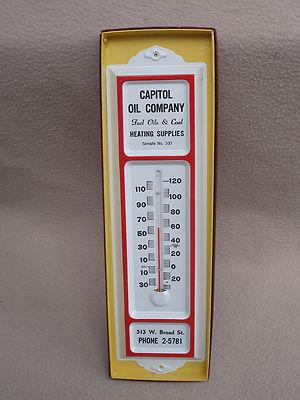 CAPITOL
OIL COMPANY
Fuel Oils & Coal
HEATING SUPPLIES
Sample No. 100
120
110
100
90
80
70
60
50
40
30
20
10
0
10
20
30
513 W. Broad St.
PHONE 2-5781